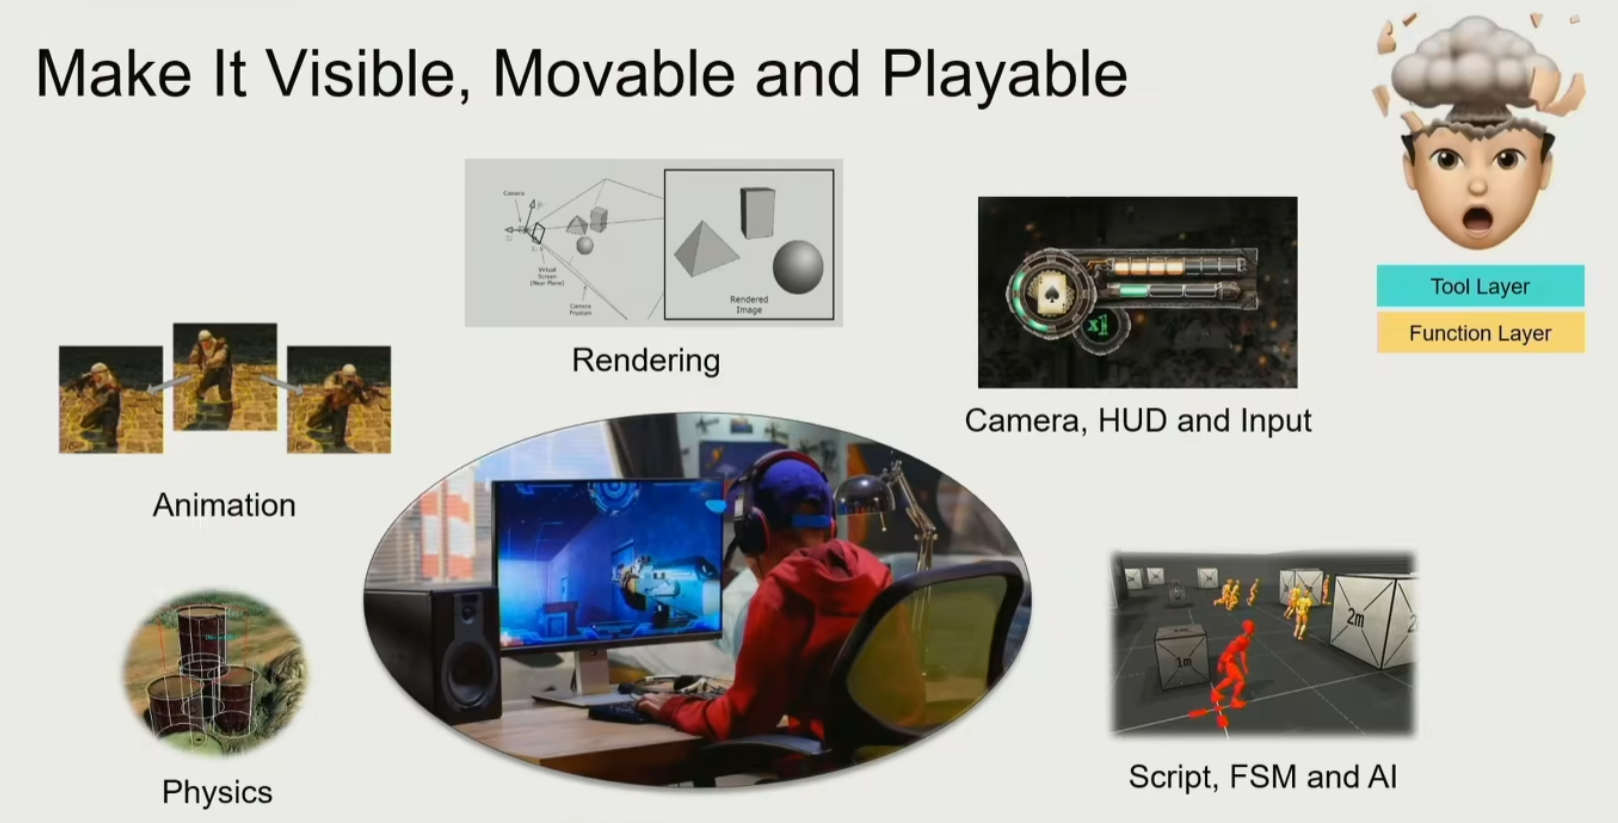 Make It Visible, Movable and Playable
Camera
Virtual
Screen
(Near Plane)
Camera
Frustum
Rendered
Image
Rendering
Camera, HUD and Input
Tool Layer
Function Layer
Animation
Physics
x1
1m
2m
2
Script, FSM and AI